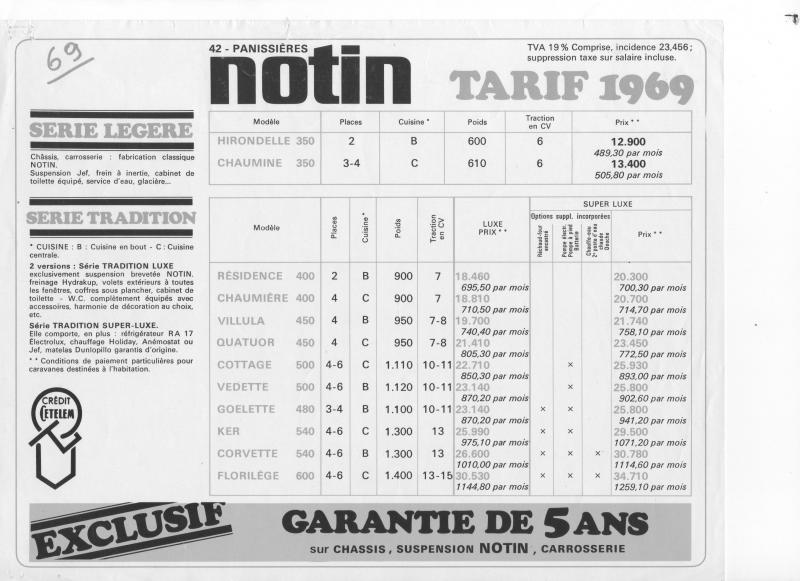 69
42 - PANISSIÈRES
notin
TVA 19 % Comprise, incidence 23,456 ;
suppression taxe sur salaire incluse.
TARIF 1969
SERIE LEGERE
Châssis, carrosserie : fabrication classique
NOTIN.
Suspension Jef, frein à inertie, cabinet de
toilette équipé, service d'eau, glacière...
Modèle Places Cuisine * Poids Traction en CV Prix * *
HIRONDELLE 350 2 B 600 6 12.900
489,30 par mois
CHAUMINE 350 3-4 C 610 6 13.400
505,80 par mois
SERIE TRADITION
* CUISINE : B : Cuisine en bout - C : Cuisine
centrale.
2 versions : Série TRADITION LUXE
exclusivement suspension brevetée NOTIN.
freinage Hydrakup, volets extérieurs à toutes
les fenêtres, coffres sous plancher, cabinet de
toilette - W.C. complètement équipés avec
accessoires, harmonie de décoration au choix,
etc.
Série TRADITION SUPER-LUXE.
Elle comporte, en plus : réfrigérateur RA 17
Electrolux, chauffage Holiday, Anémostat ou
Jef, matelas Dunlopillo garantis d'origine.
* * Conditions de paiement particulières pour
caravanes destinées à l'habitation.
CRÉDIT
CETELEM
SUPER LUXE
Modèle Places Cuisine* Poids Traction en CV LUXE PRIX * * Options suppl. incorporées Prix * *
Réchaud-four
encastré
Pompe électr.
Pompe à pied
Batterie
Chauffe-eau
2e poste d'eau
chaude
Douche
RÉSIDENCE 400 2 B 900 7 18.460 20.300
695,50 par mois 700,30 par mois
CHAUMIÈRE 400 4 C 900 7 18.810 20.700
710,50 par mois 714,70 par mois
VILLULA 450 4 B 950 7-8 19.700 21.740
740,40 par mois 758,10 par mois
QUATUOR 450 4 C 950 7-8 21.410 23.450
805,30 par mois 772,50 par mois
COTTAGE 500 4-6 C 1.110 10-11 22.710 × 25.930
850,30 par mois 893,00 par mois
VEDETTE 500 4-6 B 1.120 10-11 23.140 × 25.800
870,20 par mois 902,60 par mois
GOELETTE 480 3-4 B 1.100 10-11 23.140 × × 25.800
870,20 par mois 941,20 par mois
KER 540 4-6 C 1.300 13 25.990 × × 29.500
975,10 par mois 1071,20 par mois
CORVETTE 540 4-6 B 1.300 13 26.600 × × × 30.780
1010,00 par mois 1114,60 par mois
FLORILÈGE 600 4-6 C 1.400 13-15 30.530 × × × 34.710
1144,80 par mois 1259,10 par mois
EXCLUSIF
GARANTIE DE 5 ANS
sur CHASSIS , SUSPENSION NOTIN , CARROSSERIE